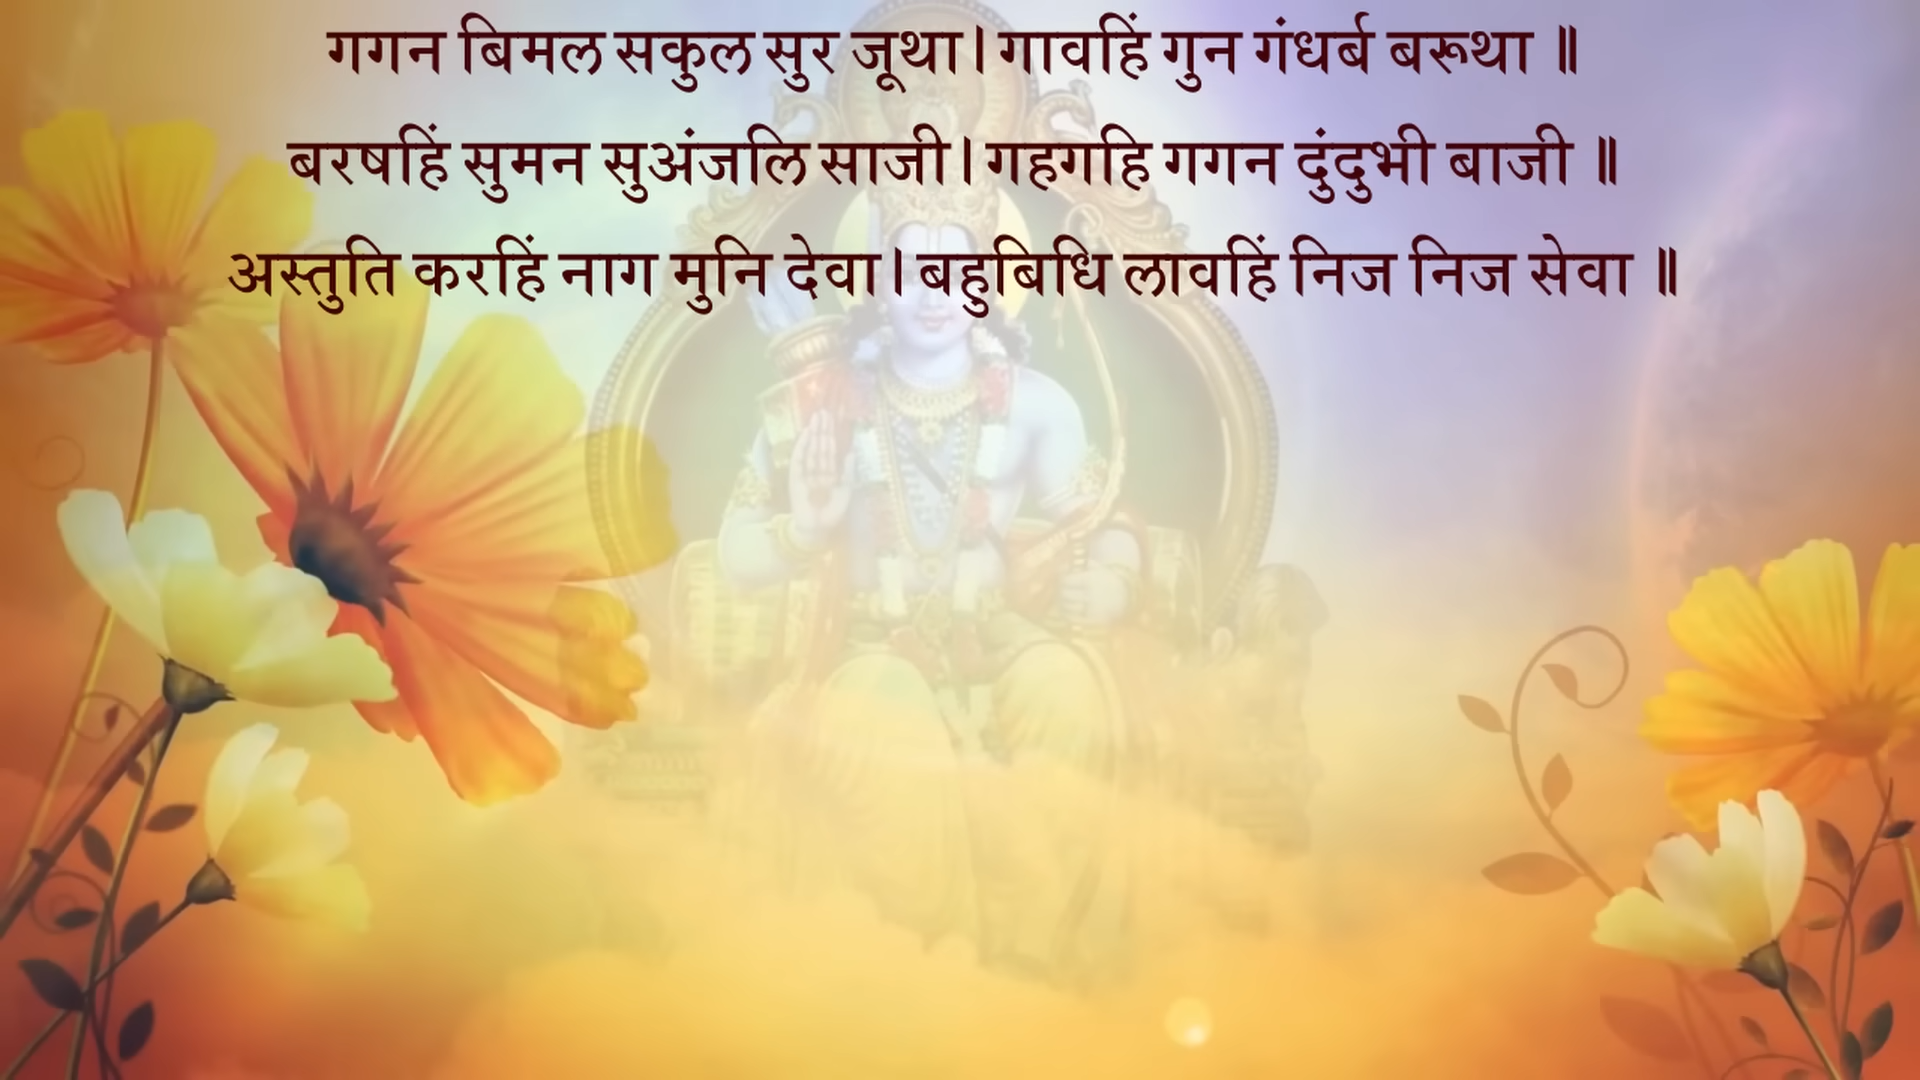 गगन बिमल सकुल सुर जूथा। गावहिं गुन गंधर्ब बरूथा ॥
बरषहिं सुमन सुअंजलि साजी। गहगहि गगन दुंदुभी बाजी ॥
अस्तुति करहिं नाग मुनि देवा। बहुबिधि लावहिं निज निज सेवा ॥